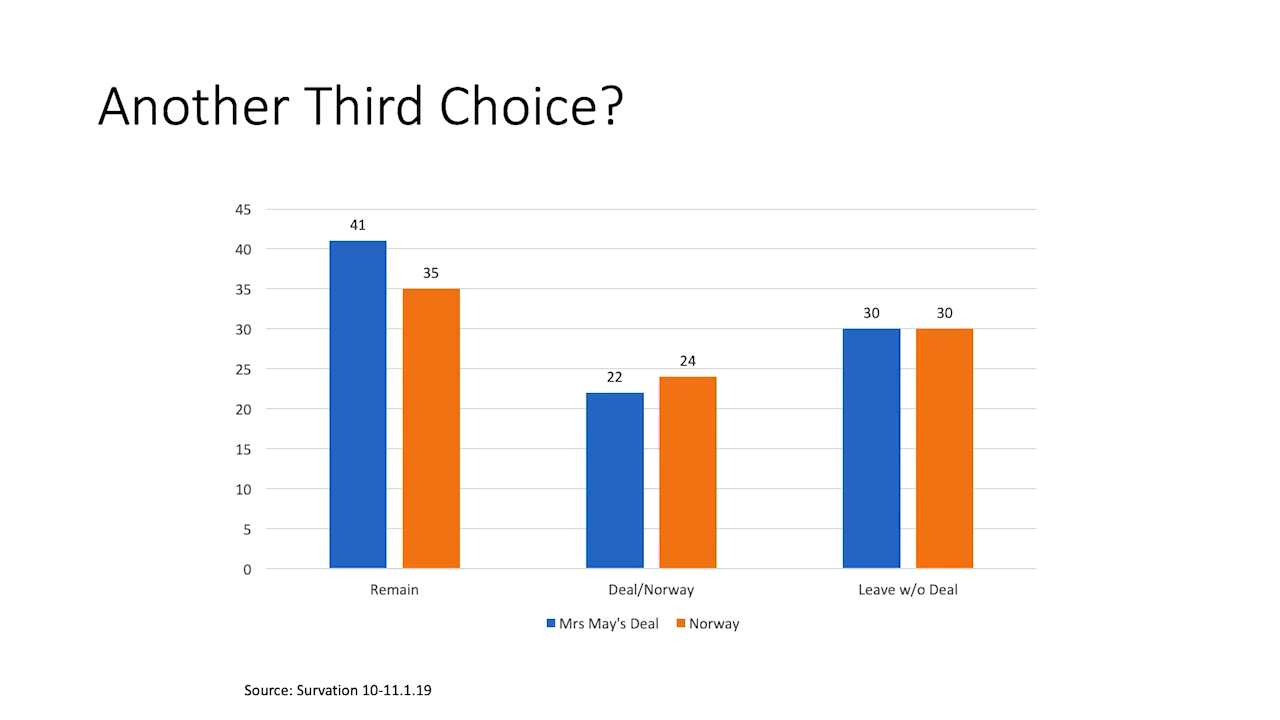 Another Third Choice?
45
40
35
30
25
20
15
10
5
0
41
35
22
24
30
30
Remain
Deal/Norway
Leave w/o Deal
Mrs May's Deal
Norway
Source: Survation 10-11.1.19